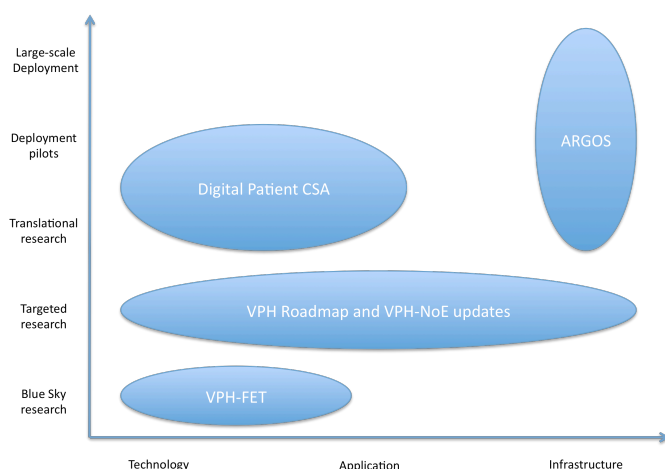 Large-scale
Deployment
Deployment
pilots
ARGOS
Digital Patient CSA
Translational
research
Targeted
research
VPH Roadmap and VPH-NoE updates
Blue Sky
research
VPH-FET
Technology
Application
Infrastructure